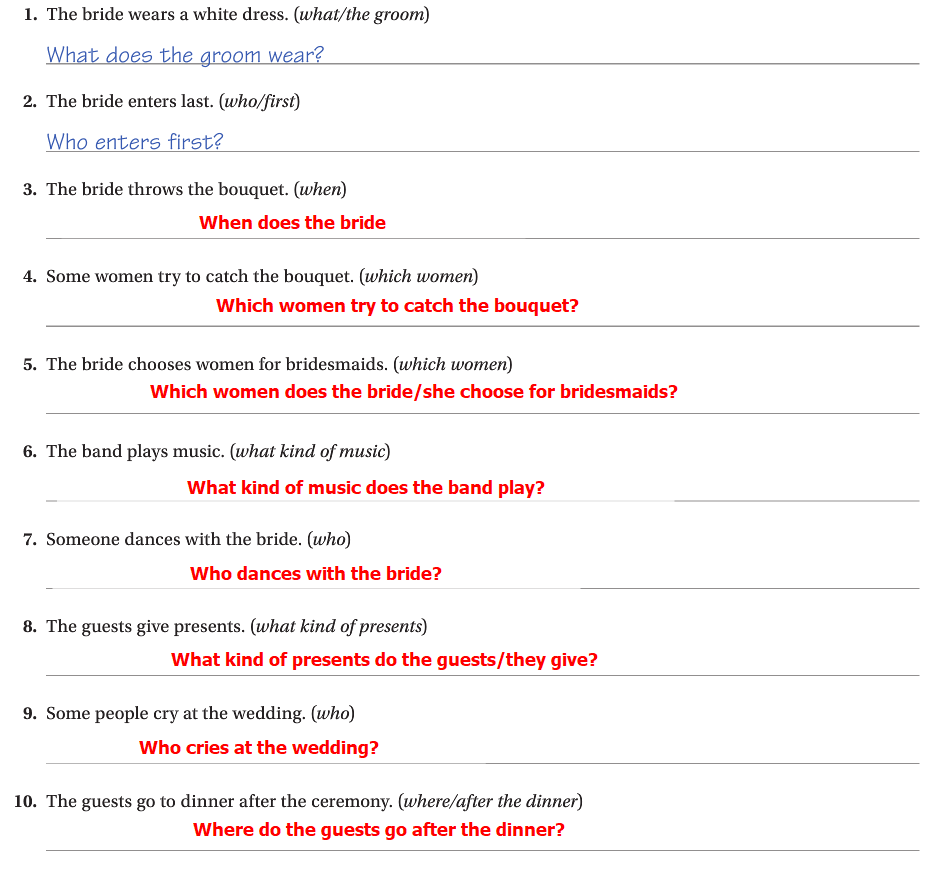 1. The bride wears a white dress. (what/the groom)
What does the groom wear?
2. The bride enters last. (who/first)
Who enters first?
3. The bride throws the bouquet. (when)
When does the bride
4. Some women try to catch the bouquet. (which women)
Which women try to catch the bouquet?
5. The bride chooses women for bridesmaids. (which women)
Which women does the bride/she choose for bridesmaids?
6. The band plays music. (what kind of music)
What kind of music does the band play?
7. Someone dances with the bride. (who)
Who dances with the bride?
8. The guests give presents. (what kind of presents)
What kind of presents do the guests/they give?
9. Some people cry at the wedding. (who)
Who cries at the wedding?
10. The guests go to dinner after the ceremony. (where/after the dinner)
Where do the guests go after the dinner?